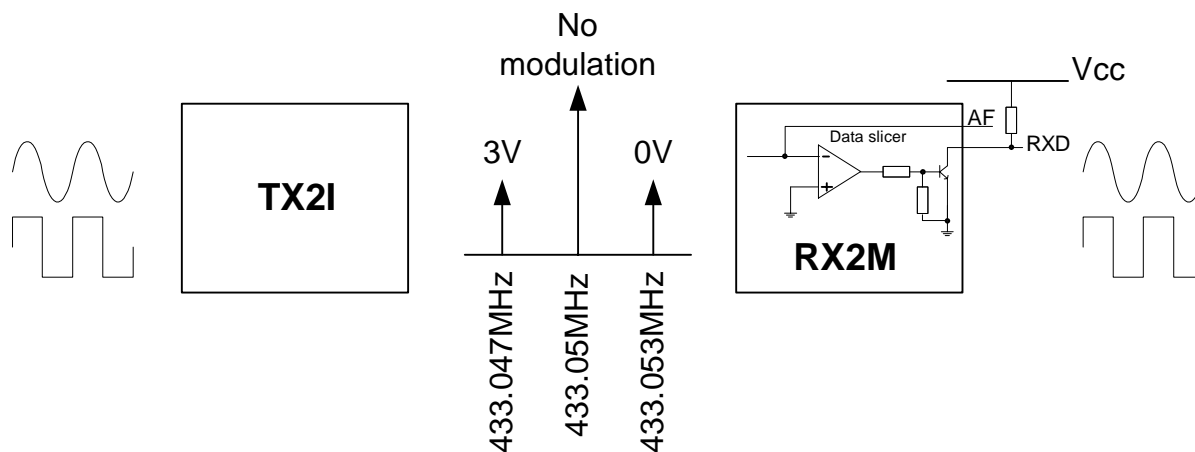 No
modulation
Vcc
AF
Data slicer
RXD
3V
0V
TX2I
RX2M
433.047MHz
433.05MHz
433.053MHz